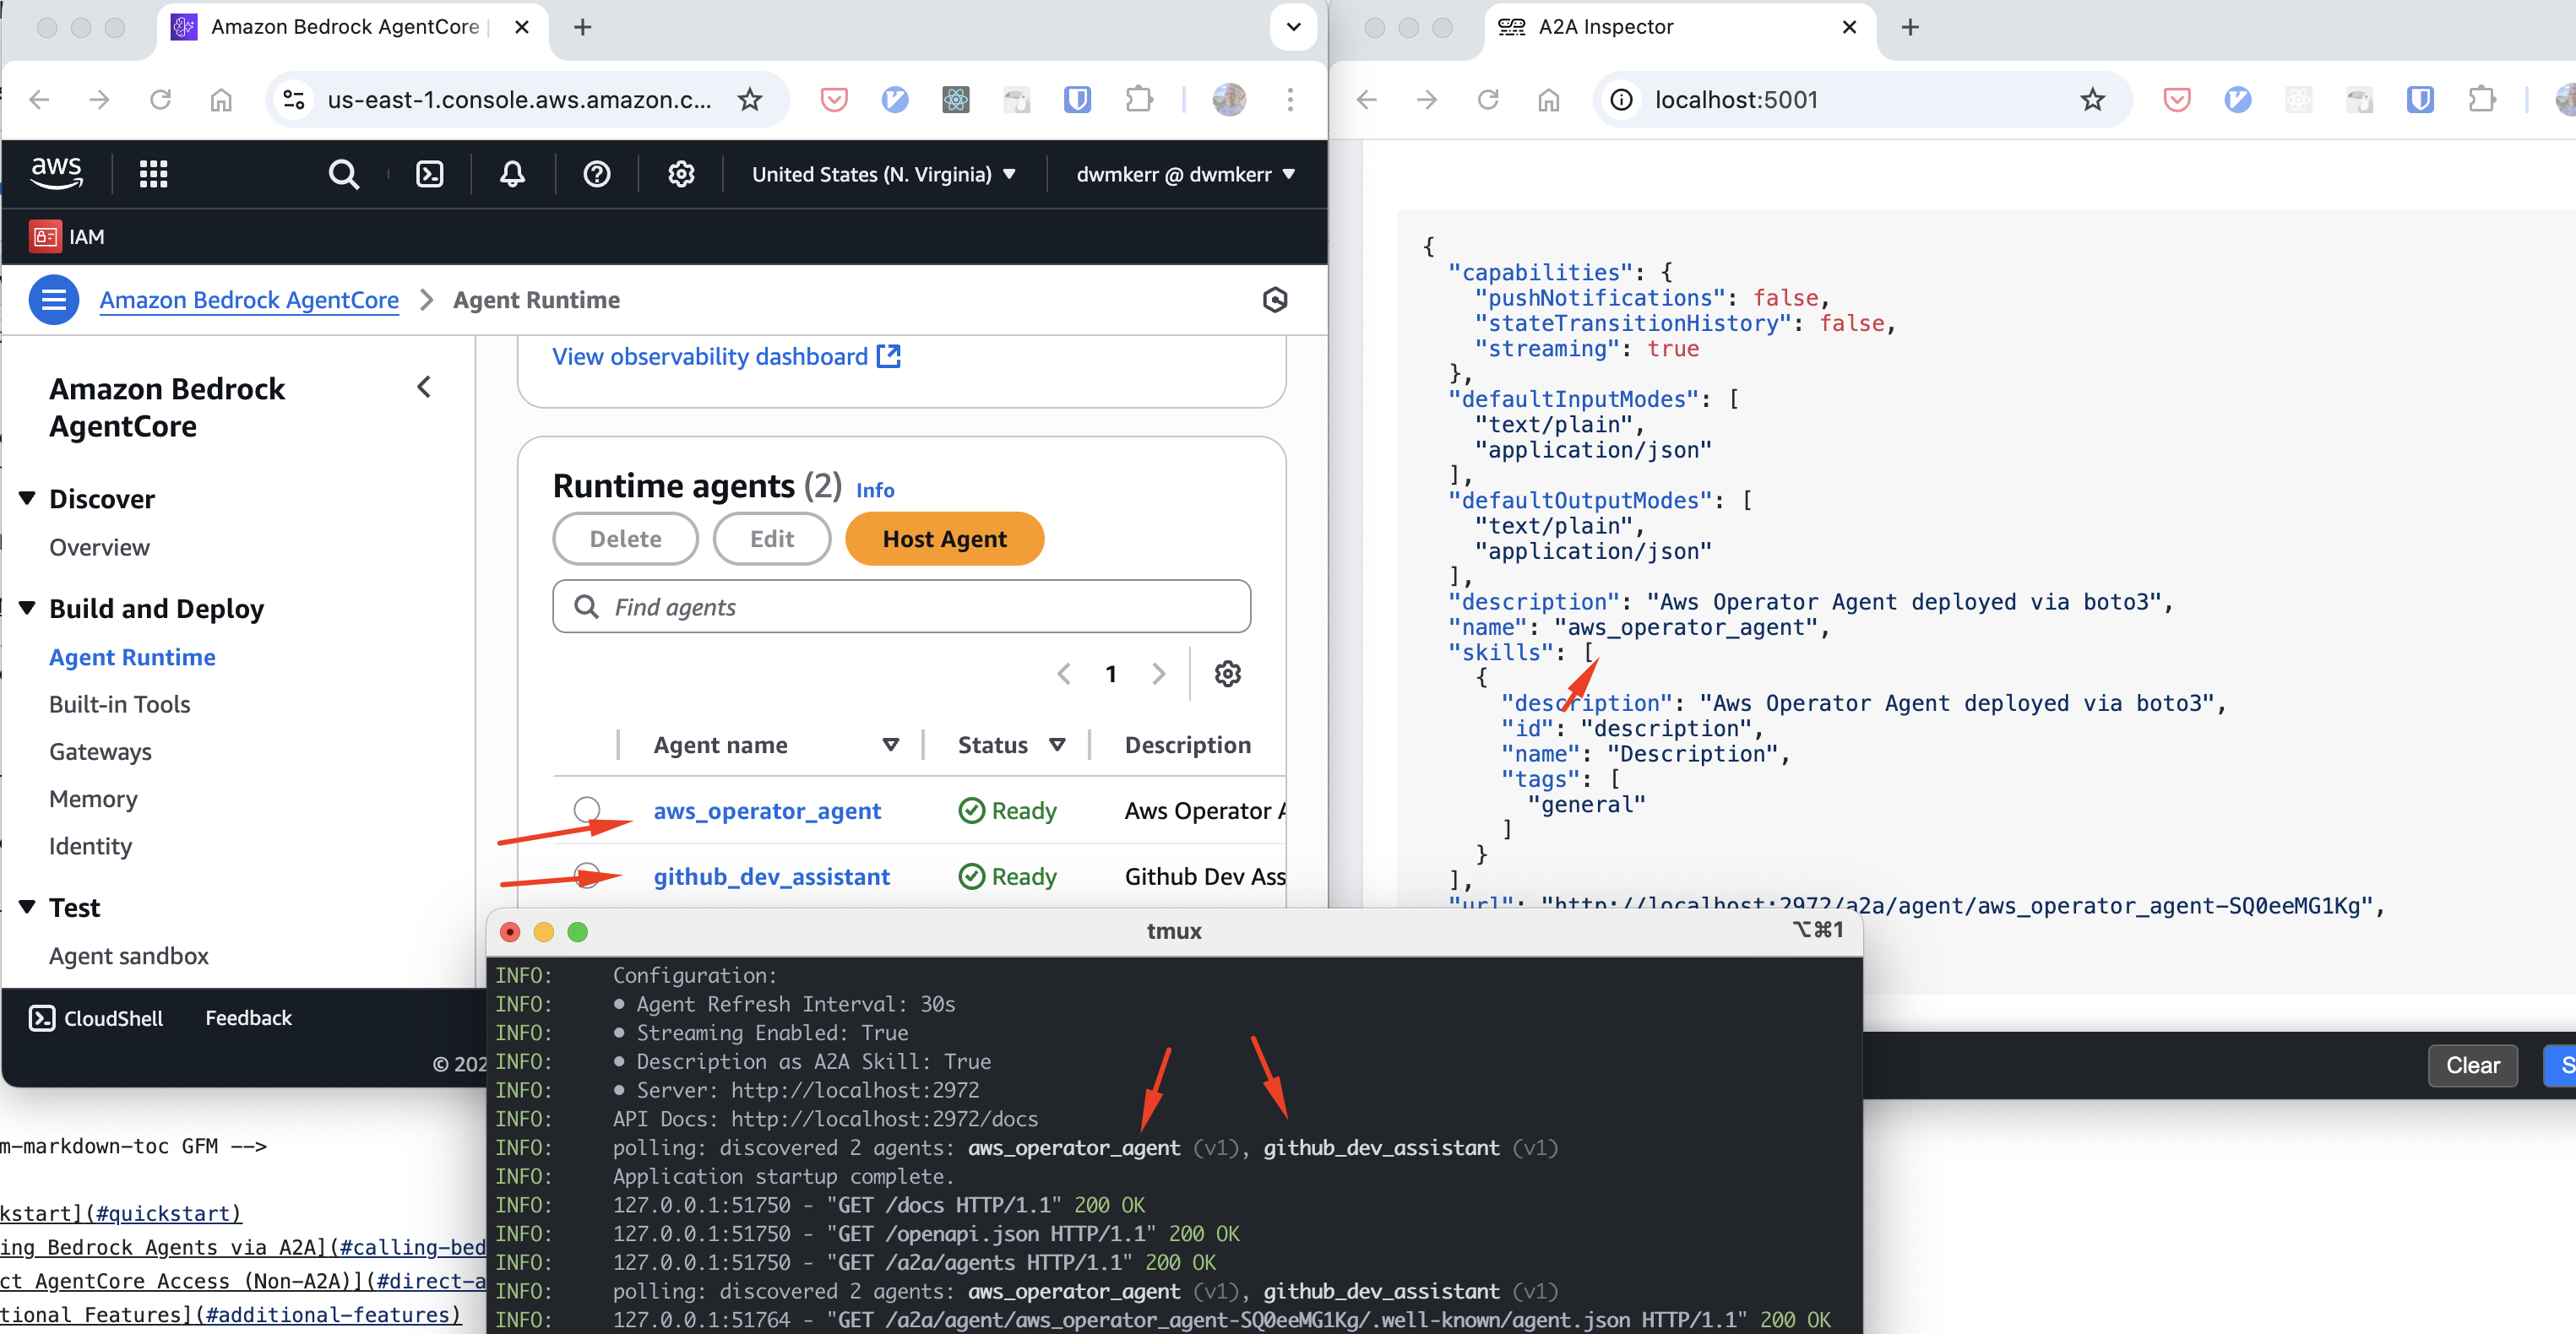 Amazon Bedrock AgentCore
us-east-1.console.aws.amazon.c...
aws
United States (N. Virginia)
dwmkerr @ dwmkerr
IAM
Amazon Bedrock AgentCore
Agent Runtime
Amazon Bedrock
AgentCore
Discover
Overview
Build and Deploy
Agent Runtime
Built-in Tools
Gateways
Memory
Identity
Test
Agent sandbox
View observability dashboard
Runtime agents (2) Info
Delete Edit Host Agent
Find agents
1
Agent name Status Description
aws_operator_agent Ready Aws Operator
github_dev_assistant Ready Github Dev Ass
CloudShell Feedback
© 202
A2A Inspector
localhost:5001
{
"capabilities": {
"pushNotifications": false,
"stateTransitionHistory": false,
"streaming": true
},
"defaultInputModes": [
"text/plain",
"application/json"
],
"defaultOutputModes": [
"text/plain",
"application/json"
],
"description": "Aws Operator Agent deployed via boto3",
"name": "aws_operator_agent",
"skills": [
{
"description": "Aws Operator Agent deployed via boto3",
"id": "description",
"name": "Description",
"tags": [
"general"
]
}
],
"url": "http://localhost:2972/a2a/agent/aws_operator_agent-SQ0eeMG1Kg",
Clear S
tmux ⌥⌘1
INFO: Configuration:
INFO: • Agent Refresh Interval: 30s
INFO: • Streaming Enabled: True
INFO: • Description as A2A Skill: True
INFO: • Server: http://localhost:2972
INFO: API Docs: http://localhost:2972/docs
INFO: polling: discovered 2 agents: aws_operator_agent (v1), github_dev_assistant (v1)
INFO: Application startup complete.
INFO: 127.0.0.1:51750 - "GET /docs HTTP/1.1" 200 OK
INFO: 127.0.0.1:51750 - "GET /openapi.json HTTP/1.1" 200 OK
INFO: 127.0.0.1:51750 - "GET /a2a/agents HTTP/1.1" 200 OK
INFO: polling: discovered 2 agents: aws_operator_agent (v1), github_dev_assistant (v1)
INFO: 127.0.0.1:51764 - "GET /a2a/agent/aws_operator_agent-SQ0eeMG1Kg/.well-known/agent.json HTTP/1.1" 200 OK
m-markdown-toc GFM -->
kstart](#quickstart)
ing Bedrock Agents via A2A](#calling-bed
ct AgentCore Access (Non-A2A)](#direct-a
tional Features](#additional-features)